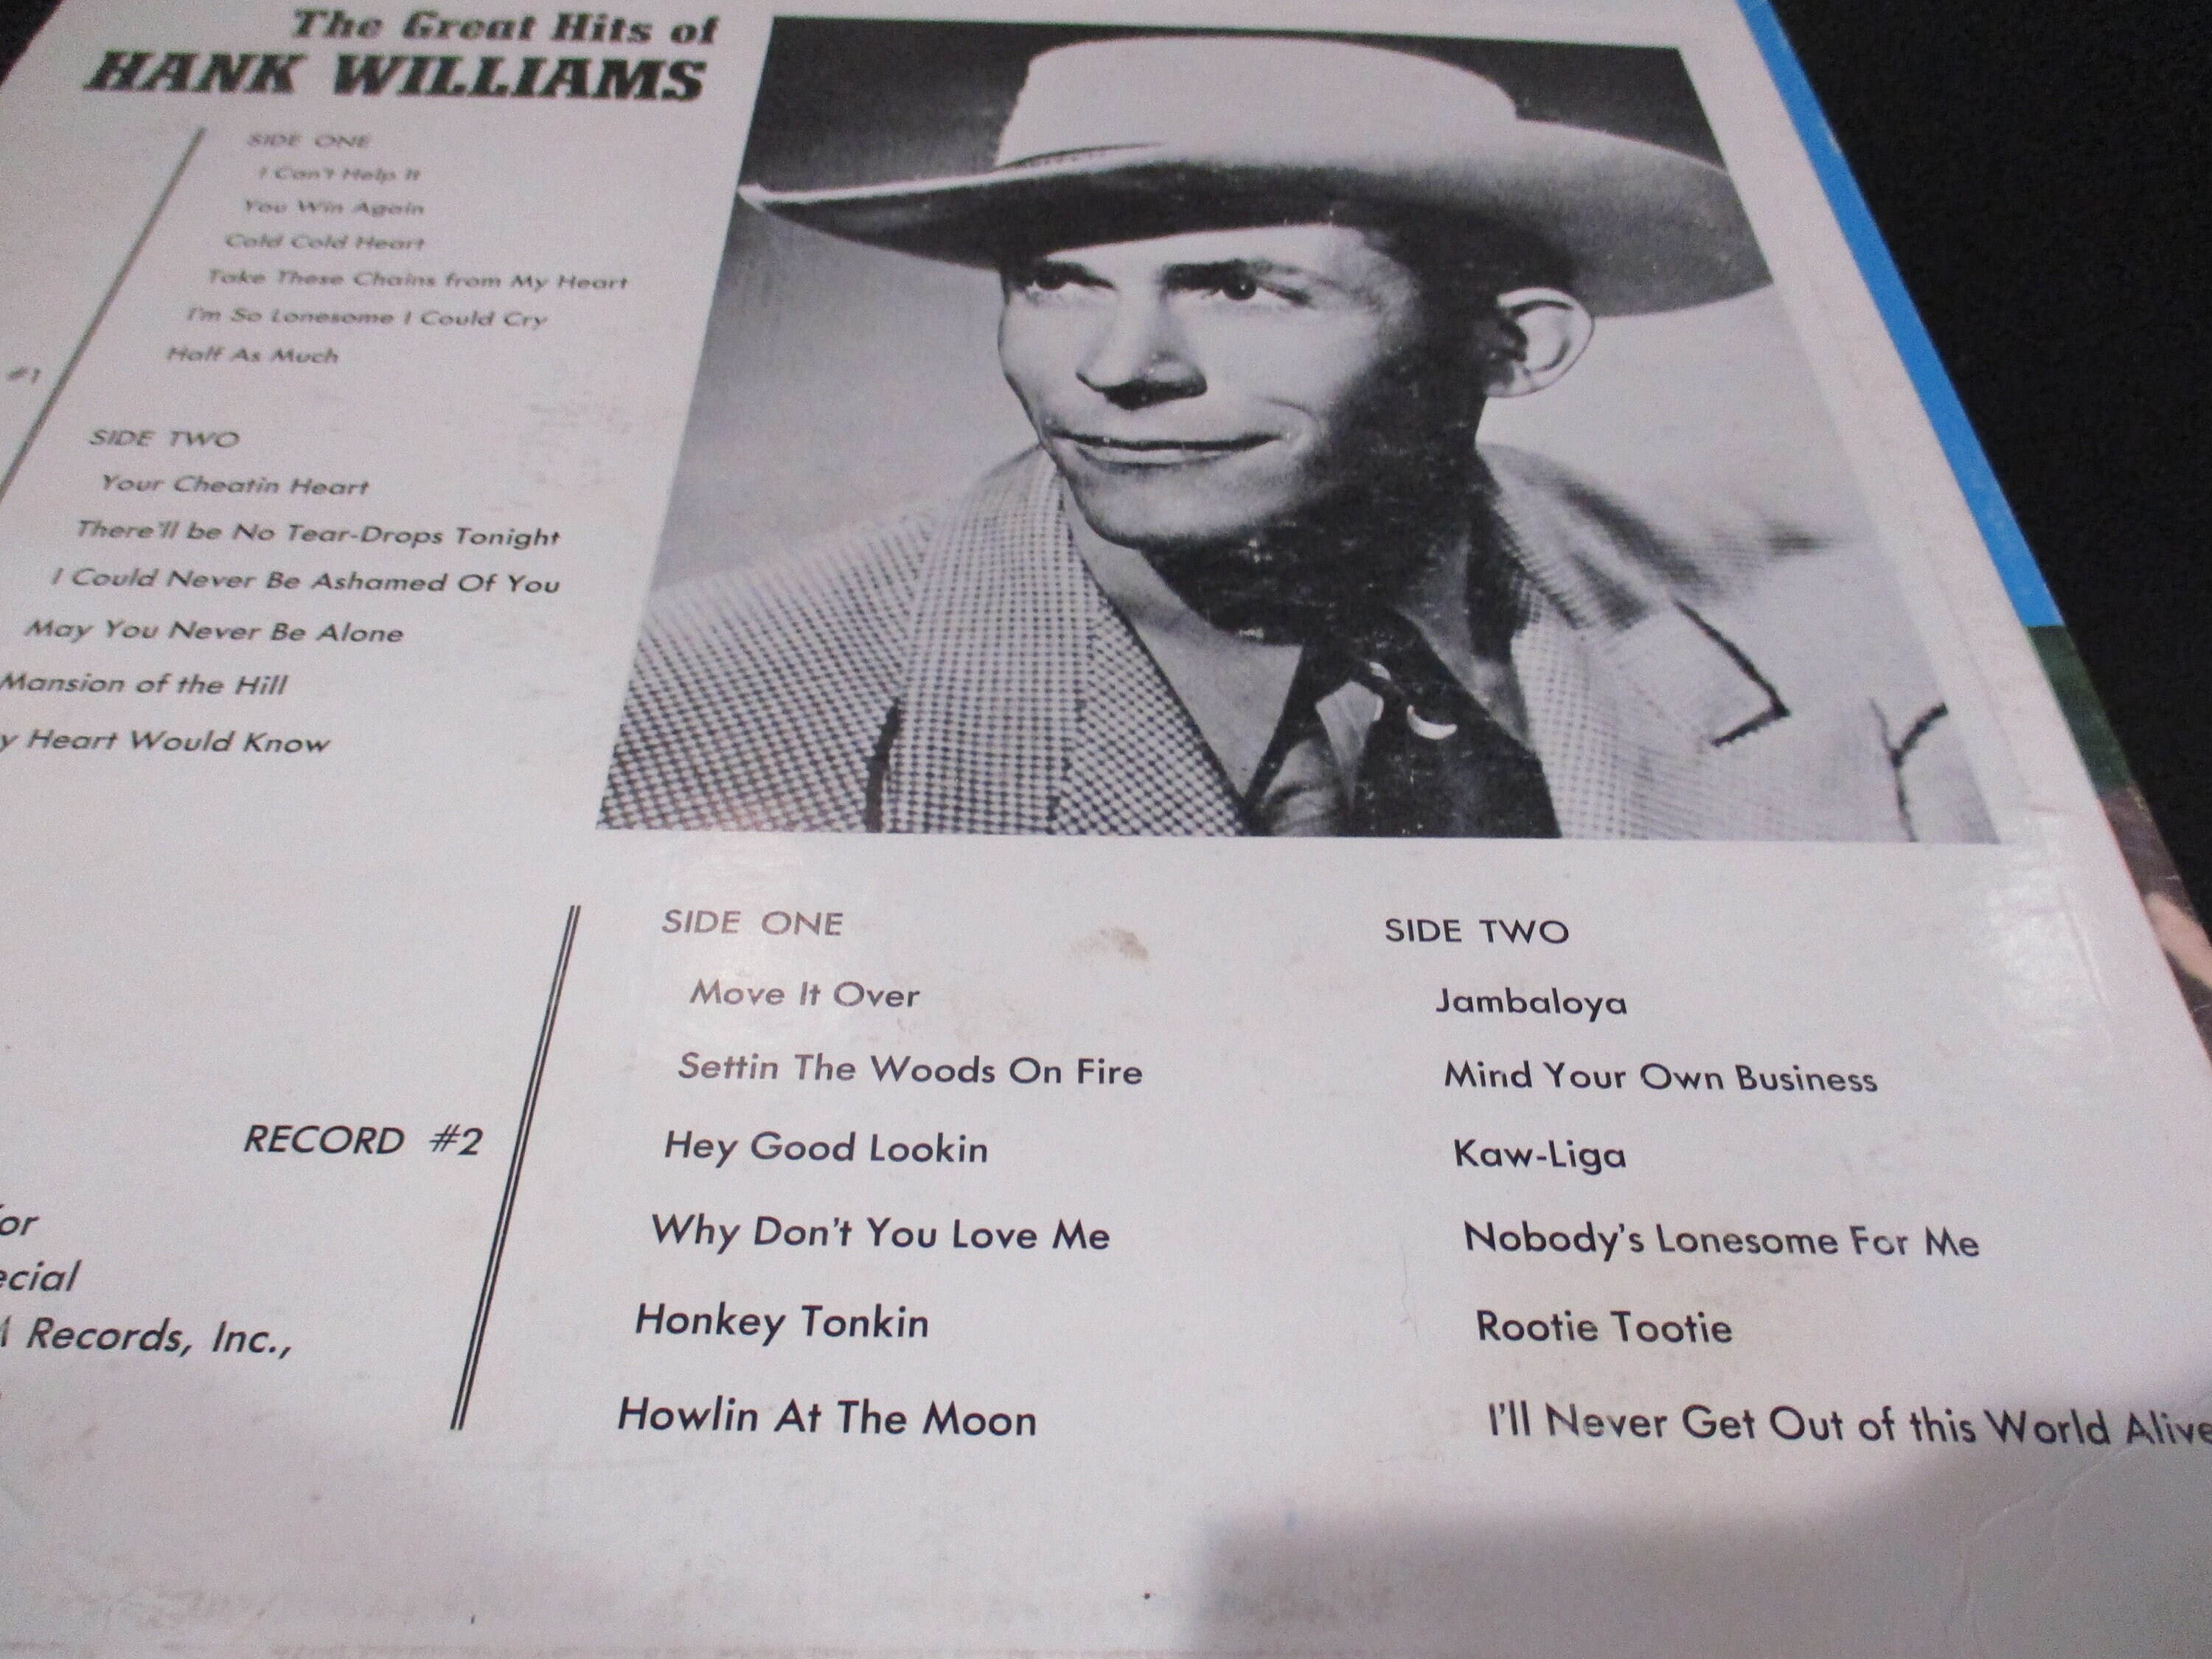 The Great Hits of
HANK WILLIAMS
#1
SIDE ONE
I Can't Help It
You Win Again
Cold Cold Heart
Take These Chains from My Heart
I'm So Lonesome I Could Cry
Half As Much
SIDE TWO
Your Cheatin Heart
There'll be No Tear-Drops Tonight
I Could Never Be Ashamed Of You
May You Never Be Alone
Mansion of the Hill
y Heart Would Know
RECORD #2
SIDE ONE
Move It Over
Settin The Woods On Fire
Hey Good Lookin
Why Don't You Love Me
Honkey Tonkin
Howlin At The Moon
SIDE TWO
Jambaloya
Mind Your Own Business
Kaw-Liga
Nobody's Lonesome For Me
Rootie Tootie
I'll Never Get Out of this World Alive
or
ecial
Records, Inc.,